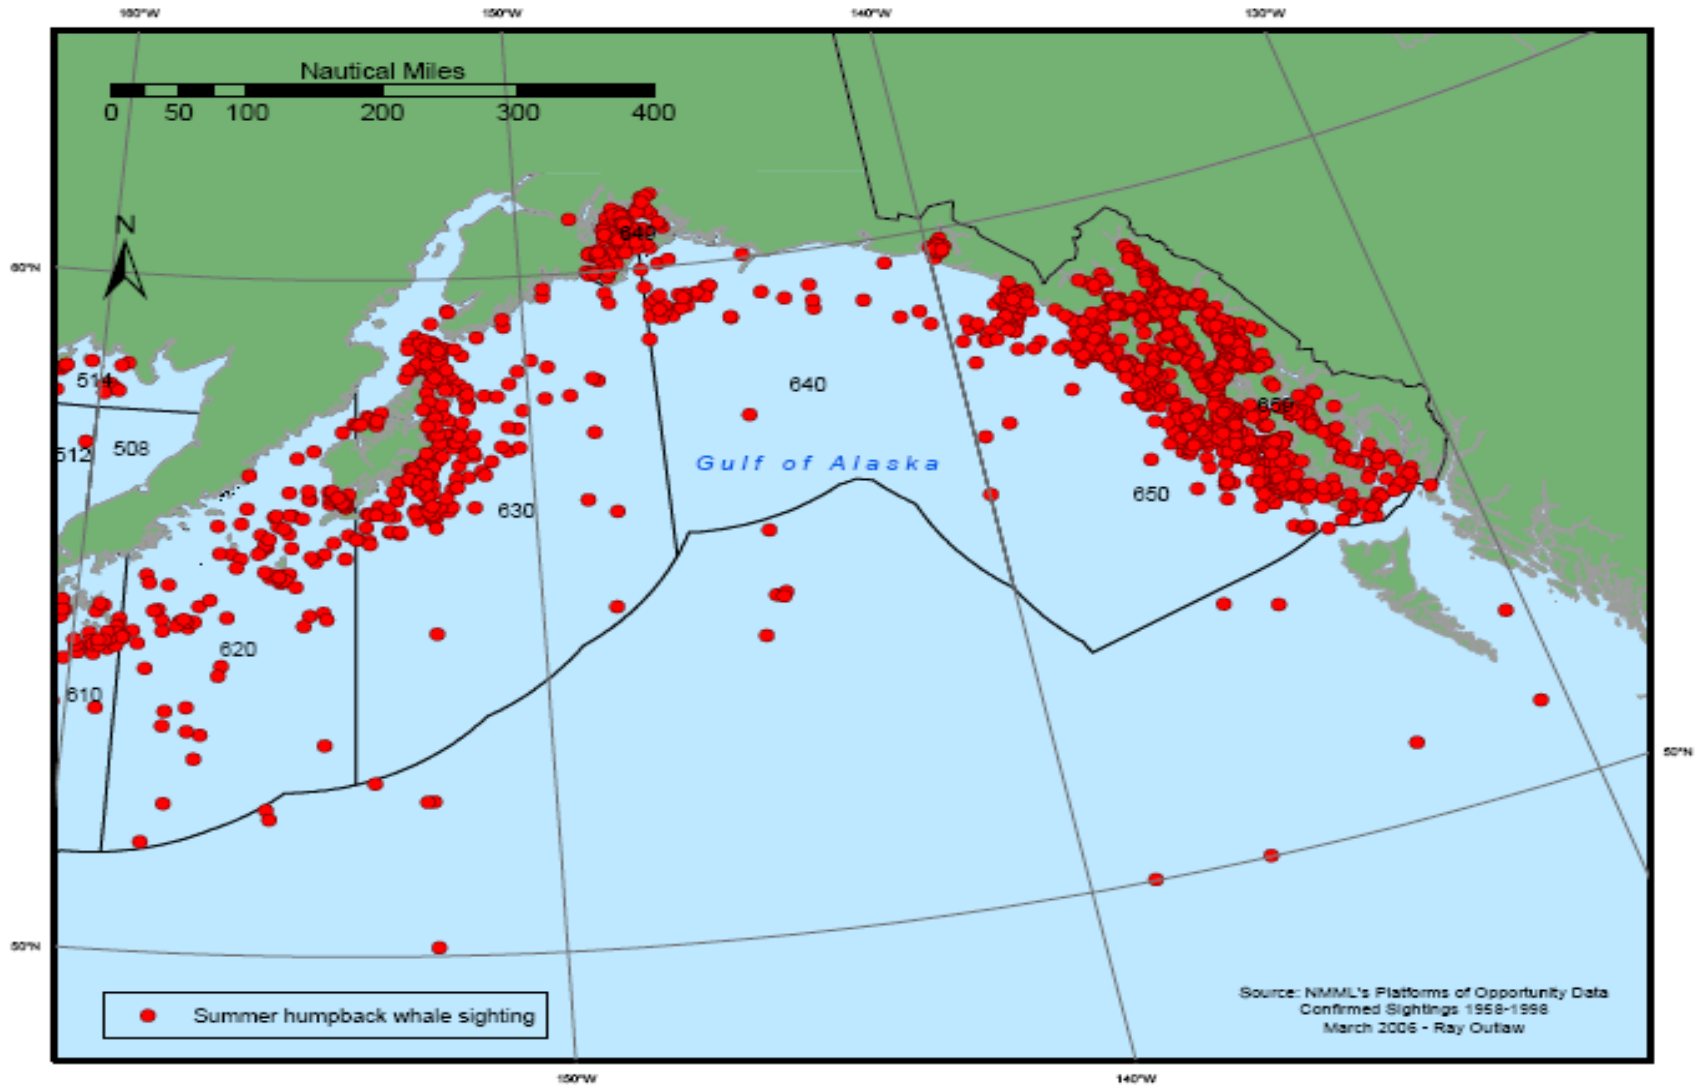 160°W 150°W 140°W 130°W
Nautical Miles
0 50 100 200 300 400
N
649
60°N
514
640
659
512 508
Gulf of Alaska
630
650
620
610
50°N
50°N
Summer humpback whale sighting
Source: NMML's Platforms of Opportunity Data
Confirmed Sightings 1958-1998
March 2006 - Ray Outlaw
150°W 140°W